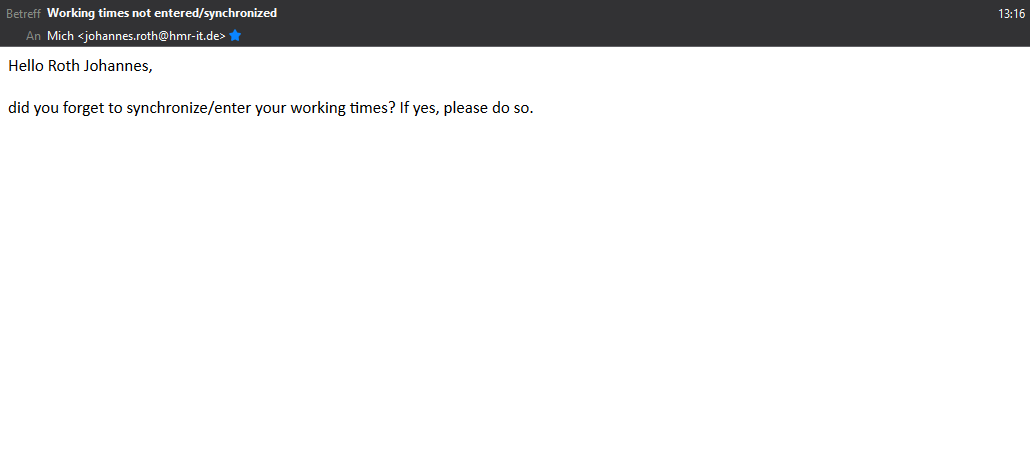 Betreff Working times not entered/synchronized 13:16
An Mich <johannes.roth@hmr-it.de>
Hello Roth Johannes,
did you forget to synchronize/enter your working times? If yes, please do so.